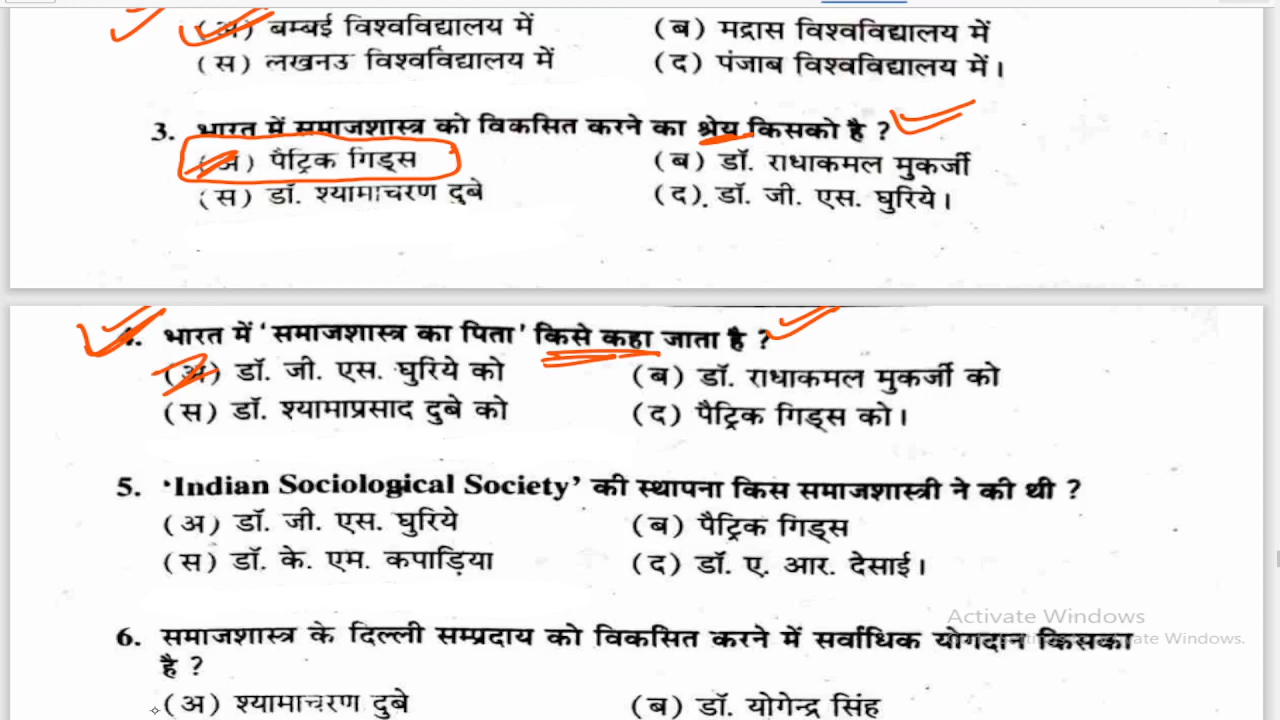 (अ) बम्बई विश्वविद्यालय में (ब) मद्रास विश्वविद्यालय में
(स) लखनउ विश्वविद्यालय में (द) पंजाब विश्वविद्यालय में।
3. भारत में समाजशास्त्र को विकसित करने का श्रेय किसको है ?
(अ) पैट्रिक गिड्स (ब) डॉ. राधाकमल मुकर्जी
(स) डॉ. श्यामाचरण दुबे (द). डॉ. जी. एस. घुरिये।
4. भारत में 'समाजशास्त्र का पिता' किसे कहा जाता है ?
(अ) डॉ. जी. एस. घुरिये को (ब) डॉ. राधाकमल मुकर्जी को
(स) डॉ. श्यामाप्रसाद दुबे को (द) पैट्रिक गिड्स को।
5. 'Indian Sociological Society' की स्थापना किस समाजशास्त्री ने की थी ?
(अ) डॉ. जी. एस. घुरिये (ब) पैट्रिक गिड्स
(स) डॉ. के. एम. कपाड़िया (द) डॉ. ए. आर. देसाई।
Activate Windows
6. समाजशास्त्र के दिल्ली सम्प्रदाय को विकसित करने में सर्वाधिक योगदान किसका
Windows.
है ?
(अ) श्यामाचरण दुबे (ब) डॉ. योगेन्द्र सिंह